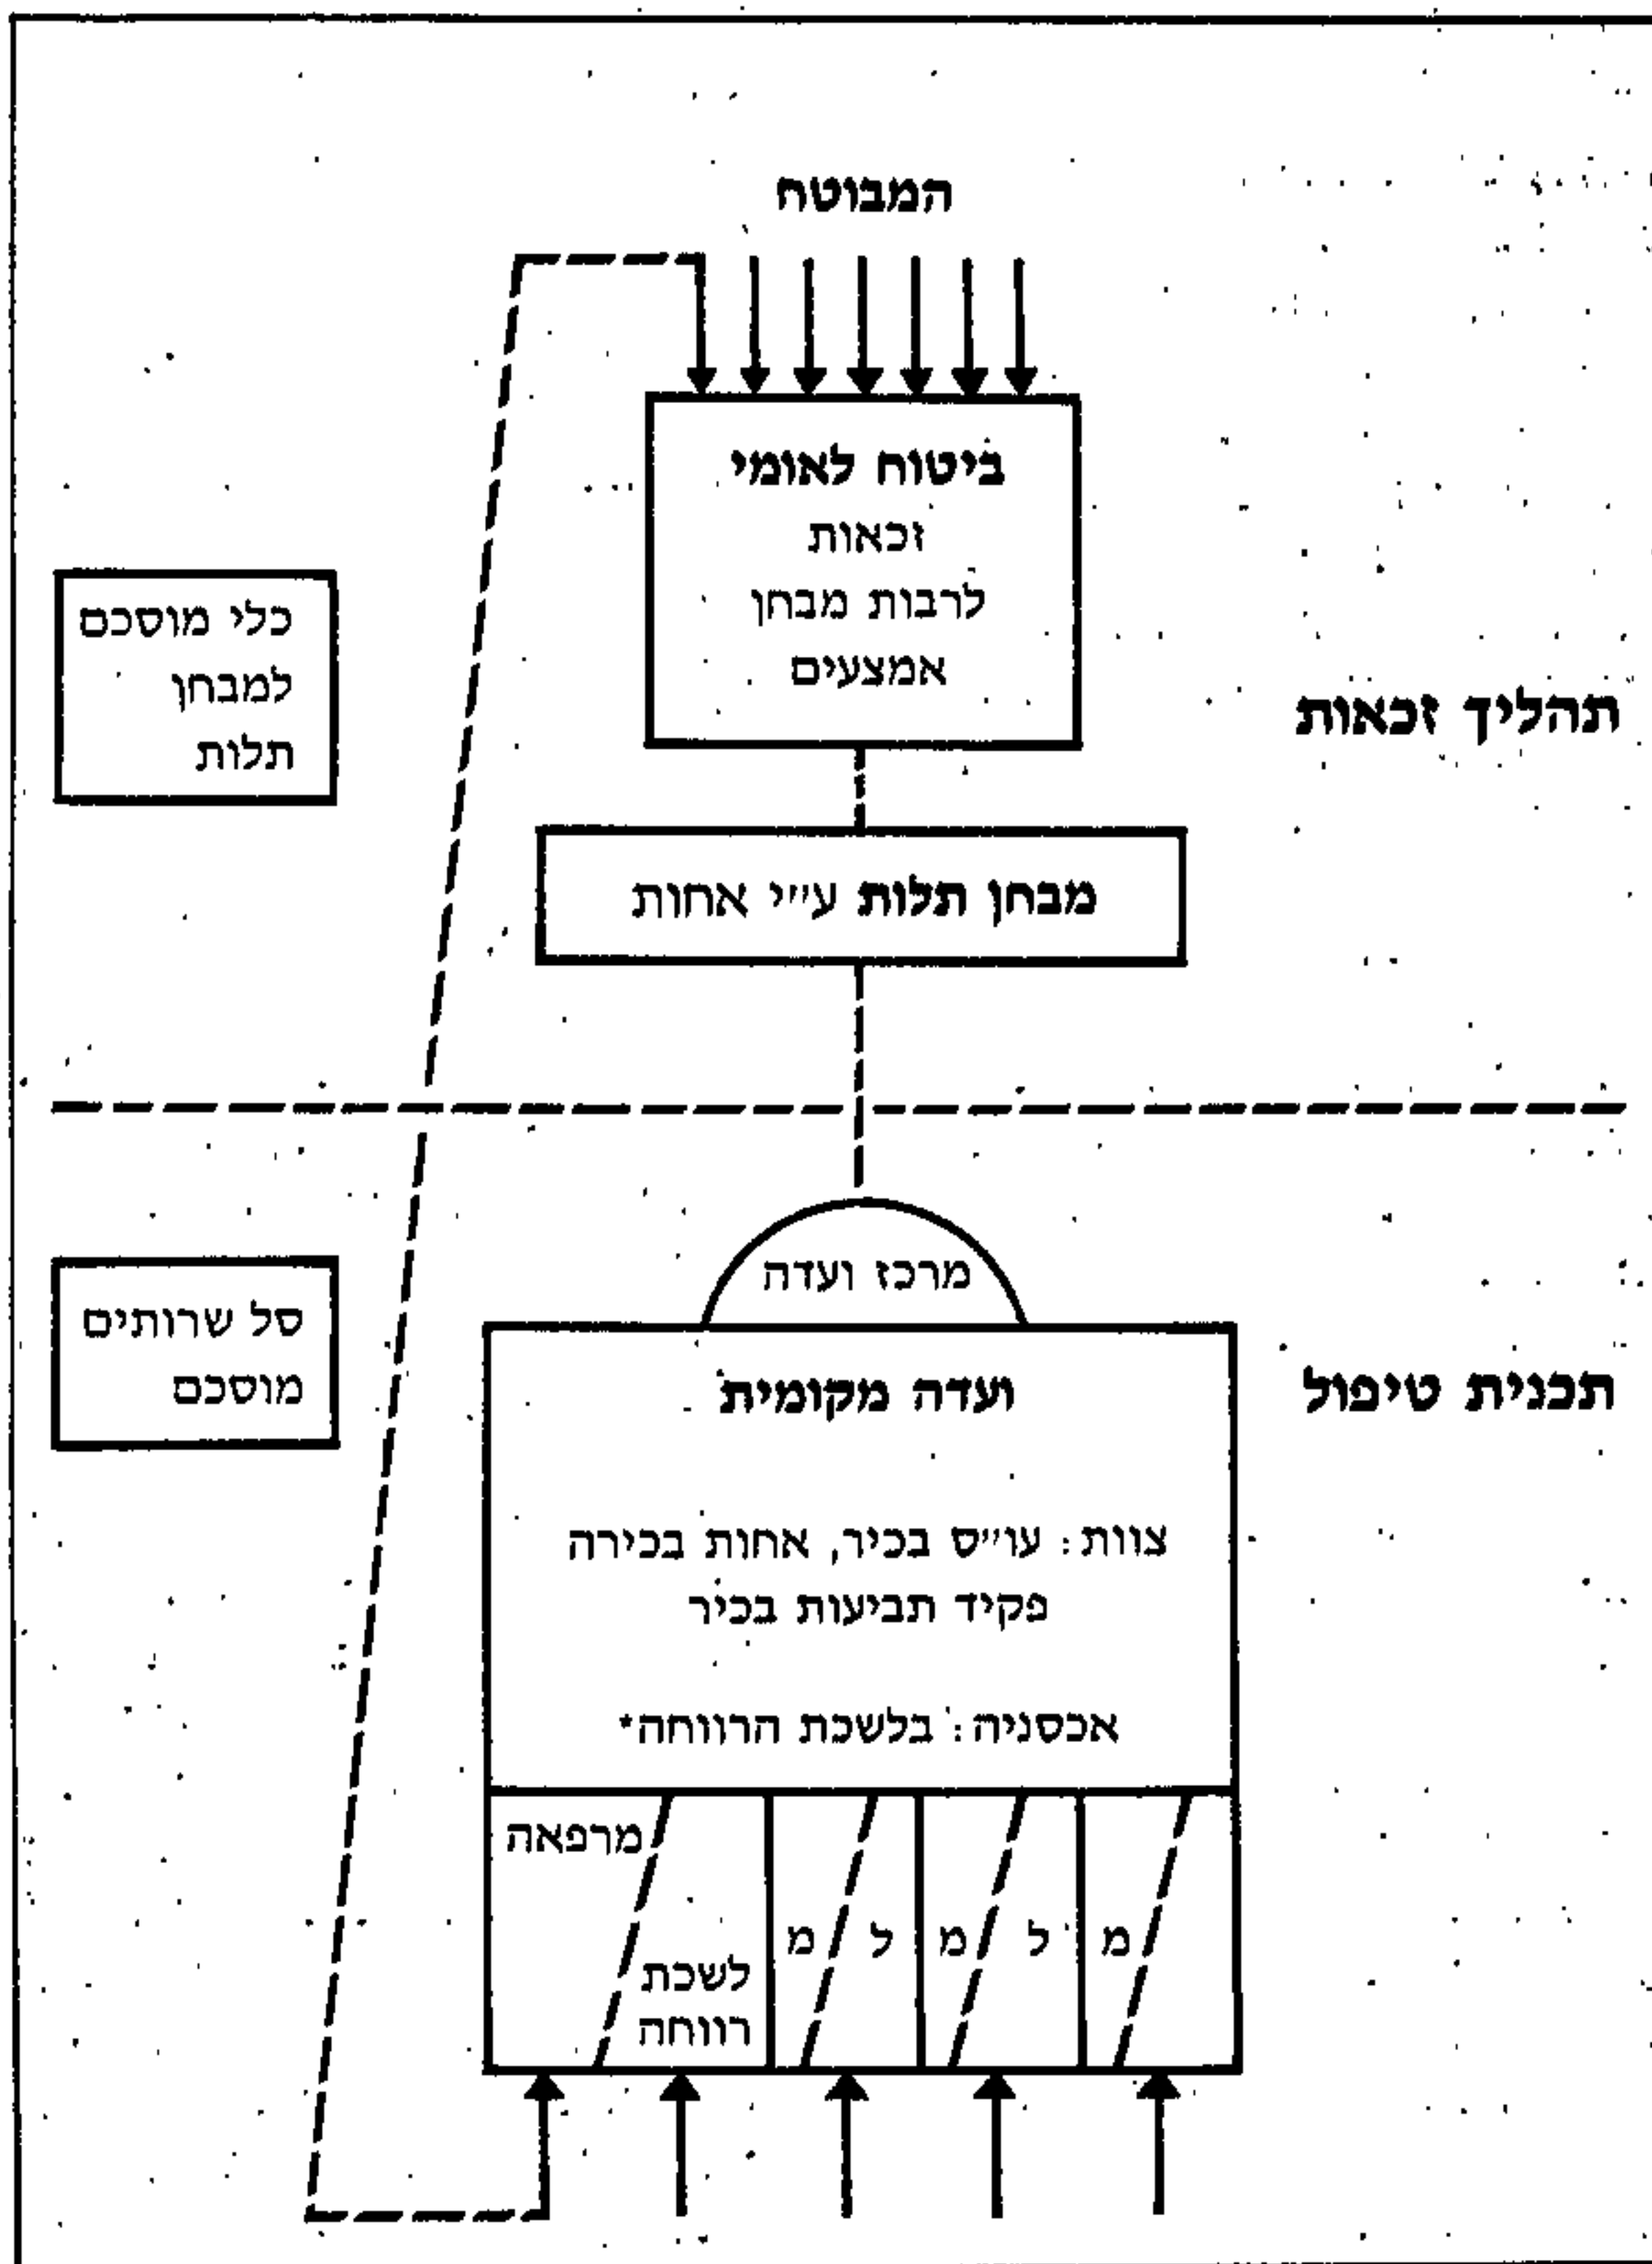 המבוטח
ביטוח לאומי
זכאות
לרבות מבחן
אמצעים
כלי מוסכם
למבחן
תלות
תהליך זכאות
מבחן תלות ע״י אחות
מרכז ועדה
סל שרותים
מוסכם
תכנית טיפול
ועדה מקומית
צוות: עו״ס בכיר, אחות בכירה
פקיד תביעות בכיר
אכסניה: בלשכת הרווחה*
מרפאה
לשכת
רווחה
מ
ל
מ
ל
מ